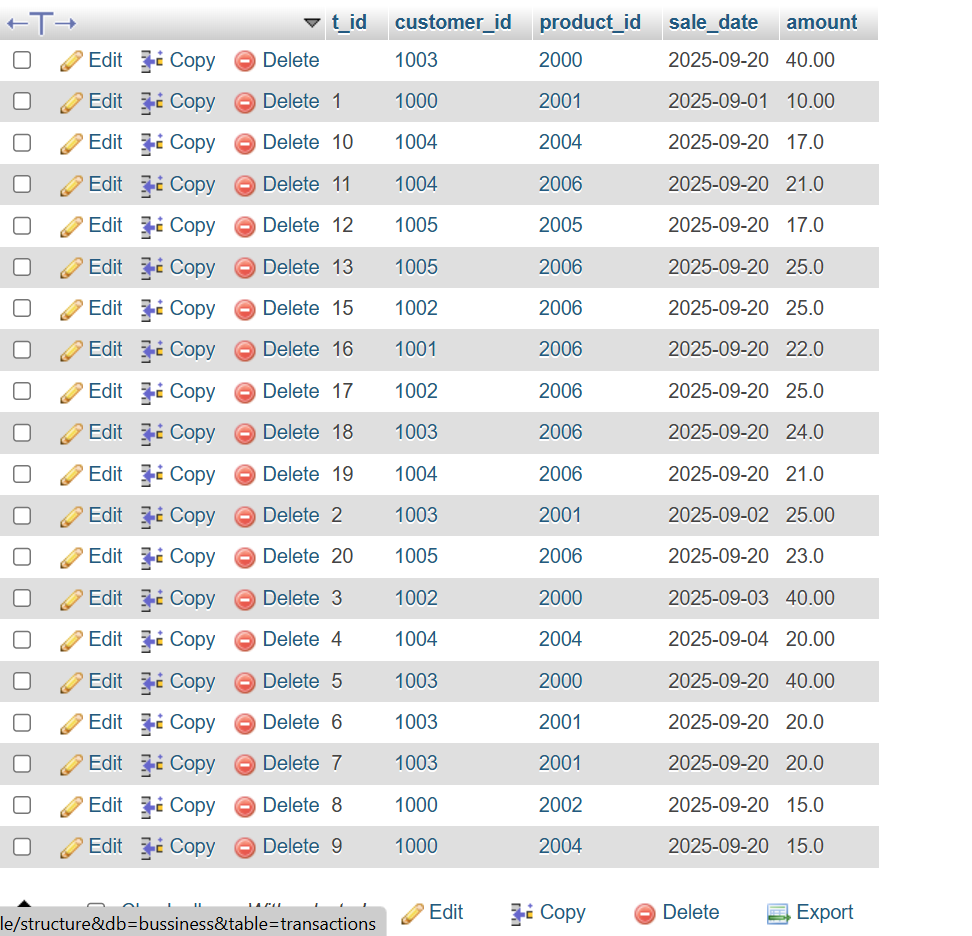 t_id customer_id product_id sale_date amount
Edit Copy Delete 1003 2000 2025-09-20 40.00
Edit Copy Delete 1 1000 2001 2025-09-01 10.00
Edit Copy Delete 10 1004 2004 2025-09-20 17.0
Edit Copy Delete 11 1004 2006 2025-09-20 21.0
Edit Copy Delete 12 1005 2005 2025-09-20 17.0
Edit Copy Delete 13 1005 2006 2025-09-20 25.0
Edit Copy Delete 15 1002 2006 2025-09-20 25.0
Edit Copy Delete 16 1001 2006 2025-09-20 22.0
Edit Copy Delete 17 1002 2006 2025-09-20 25.0
Edit Copy Delete 18 1003 2006 2025-09-20 24.0
Edit Copy Delete 19 1004 2006 2025-09-20 21.0
Edit Copy Delete 2 1003 2001 2025-09-02 25.00
Edit Copy Delete 20 1005 2006 2025-09-20 23.0
Edit Copy Delete 3 1002 2000 2025-09-03 40.00
Edit Copy Delete 4 1004 2004 2025-09-04 20.00
Edit Copy Delete 5 1003 2000 2025-09-20 40.00
Edit Copy Delete 6 1003 2001 2025-09-20 20.0
Edit Copy Delete 7 1003 2001 2025-09-20 20.0
Edit Copy Delete 8 1000 2002 2025-09-20 15.0
Edit Copy Delete 9 1000 2004 2025-09-20 15.0
Edit Copy Delete Export
le/structure&db=bussiness&table=transactions